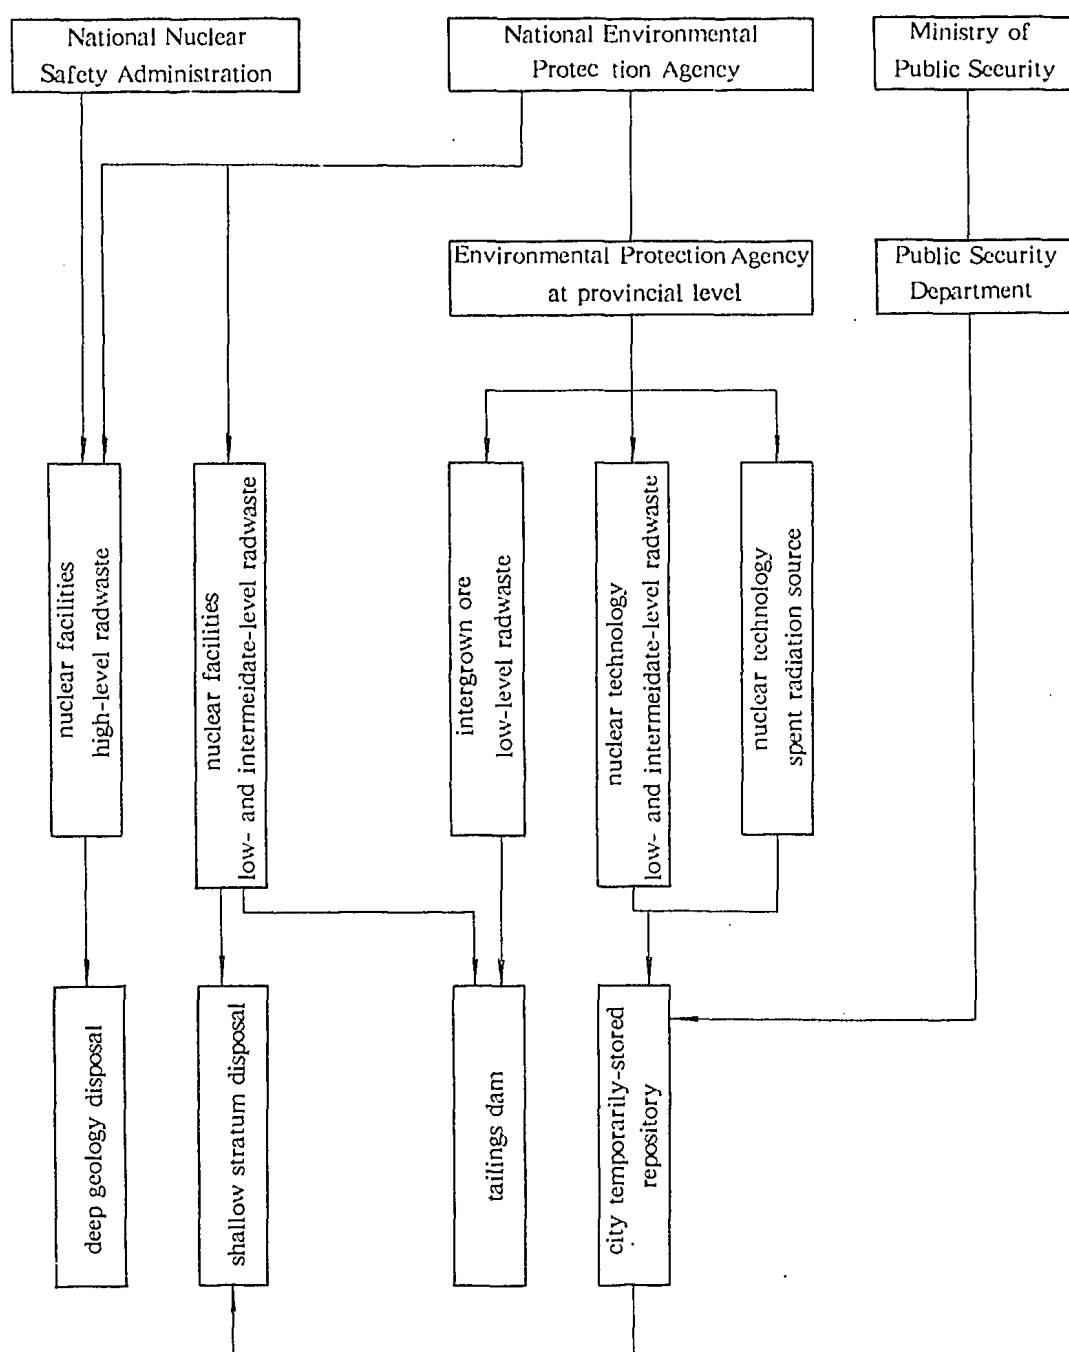 National Nuclear
Safety Administration
National Environmental
Protec tion Agency
Ministry of
Public Security
Environmental Protection Agency
at provincial level
Public Security
Department
nuclear facilities
high-level radwaste
nuclear facilities
low- and intermeidate-level radwaste
intergrown ore
low-level radwaste
nuclear technology
low- and intermeidate-level radwaste
nuclear technology
spent radiation source
deep geology disposal
shallow stratum disposal
tailings dam
city temporarily-stored
repository